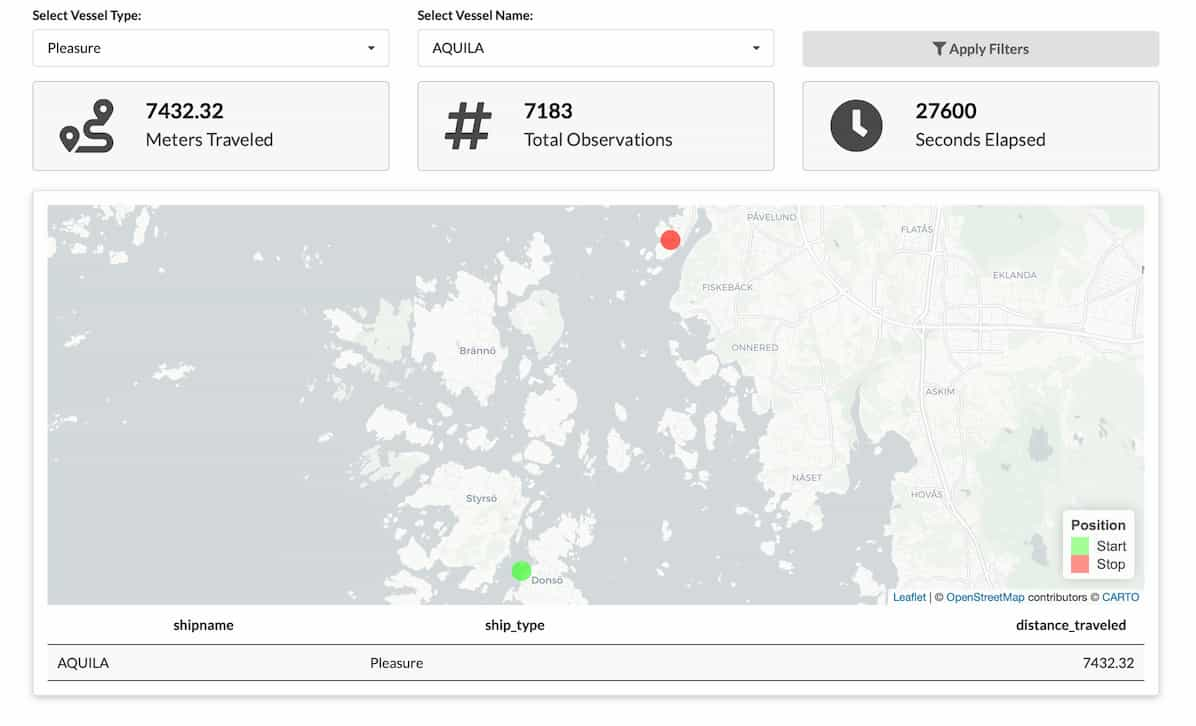 Select Vessel Type:
Select Vessel Name:
Pleasure
AQUILA
Apply Filters
7432.32
Meters Traveled
7183
Total Observations
27600
Seconds Elapsed
PÅVELUND
FLATÅS
EKLANDA
FISKEBÄCK
ÖNNERED
Brännö
ASKIM
NÄSET
HOVÅS
Styrsö
Donsö
Position
Start
Stop
Leaflet | © OpenStreetMap contributors © CARTO
shipname ship_type distance_traveled
AQUILA Pleasure 7432.32